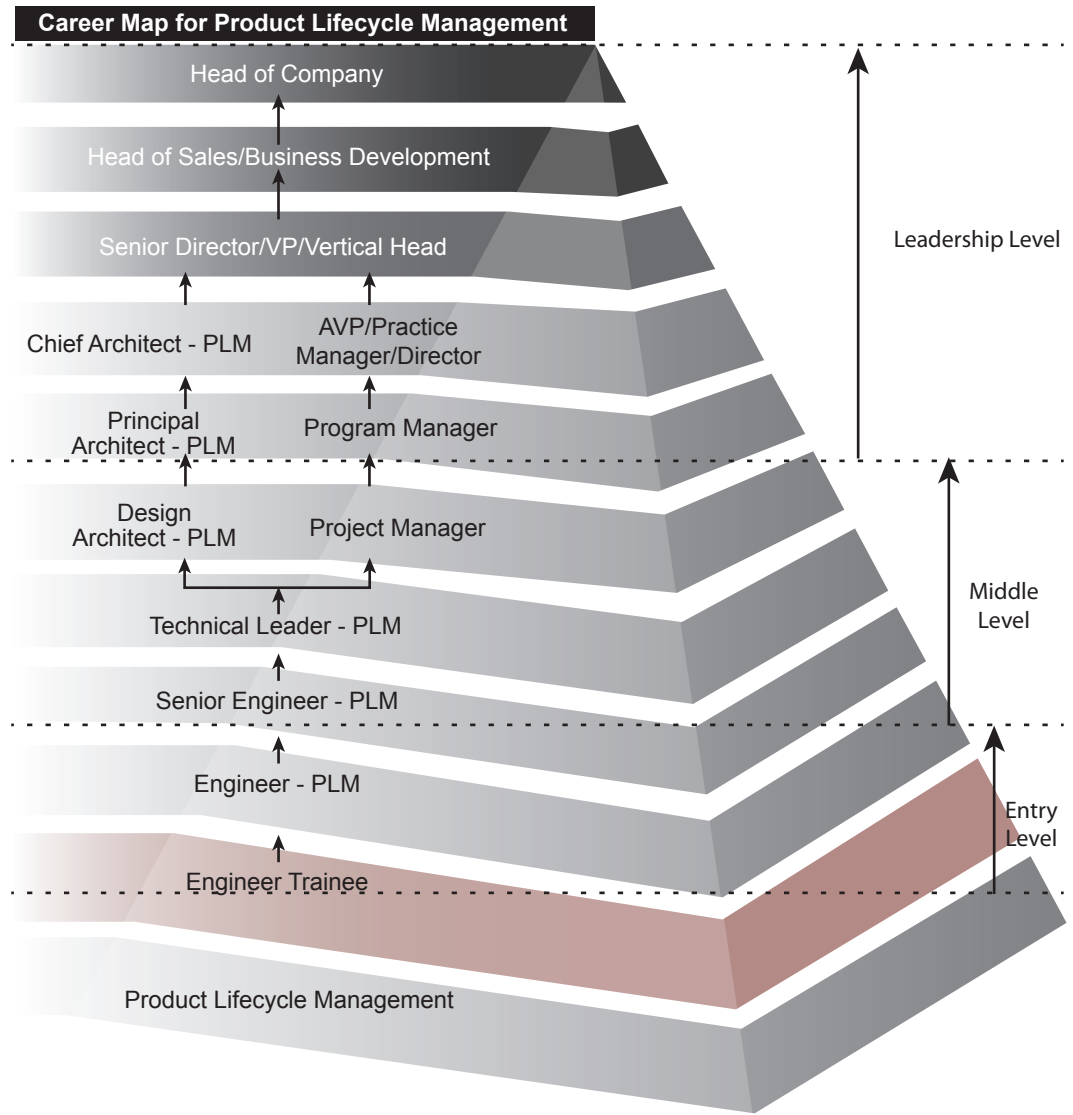 Career Map for Product Lifecycle Management
Head of Company
Head of Sales/Business Development
Senior Director/VP/Vertical Head
Leadership Level
Chief Architect - PLM
AVP/Practice
Manager/Director
Principal
Architect - PLM
Program Manager
Design
Architect - PLM
Project Manager
Middle
Level
Technical Leader - PLM
Senior Engineer - PLM
Engineer - PLM
Entry
Level
Engineer Trainee
Product Lifecycle Management